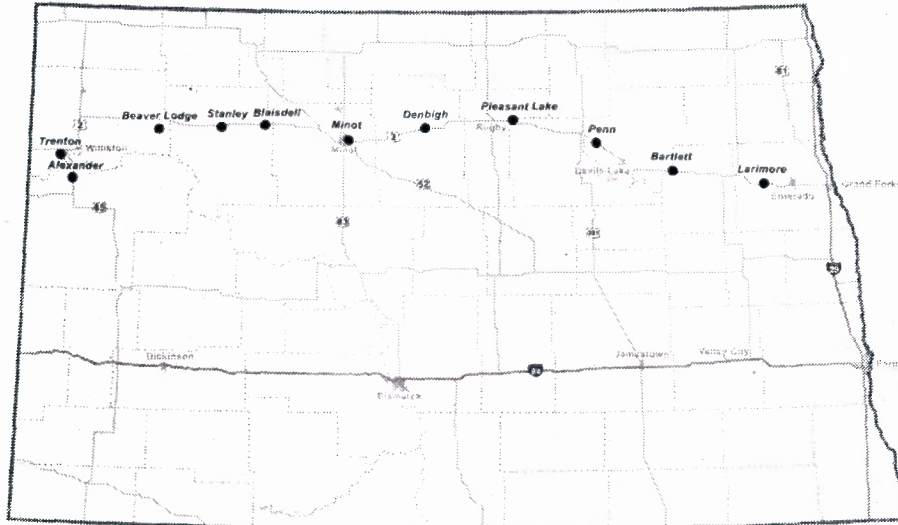 81
Pleasant Lake
Beaver Lodge
Stanley
Blaisdell
Denbigh
2
Minot
2
Rugby
Penn
Trenton
Williston
Minot
Bartlett
Alexander
Devils Lake
Larimore
52
Grand Forks
Emerado
85
83
29
Dickinson
Jamestown
Valley City
94
Bismarck